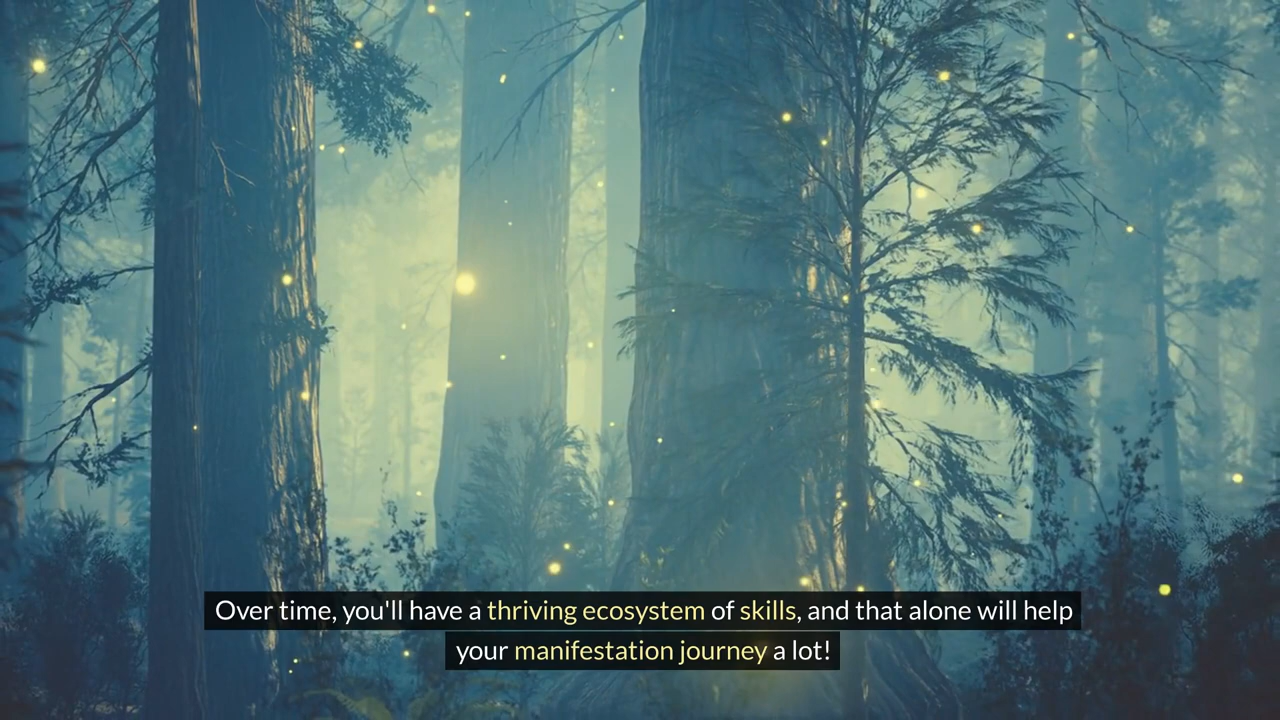 Over time, you'll have a thriving ecosystem of skills, and that alone will help
your manifestation journey a lot!